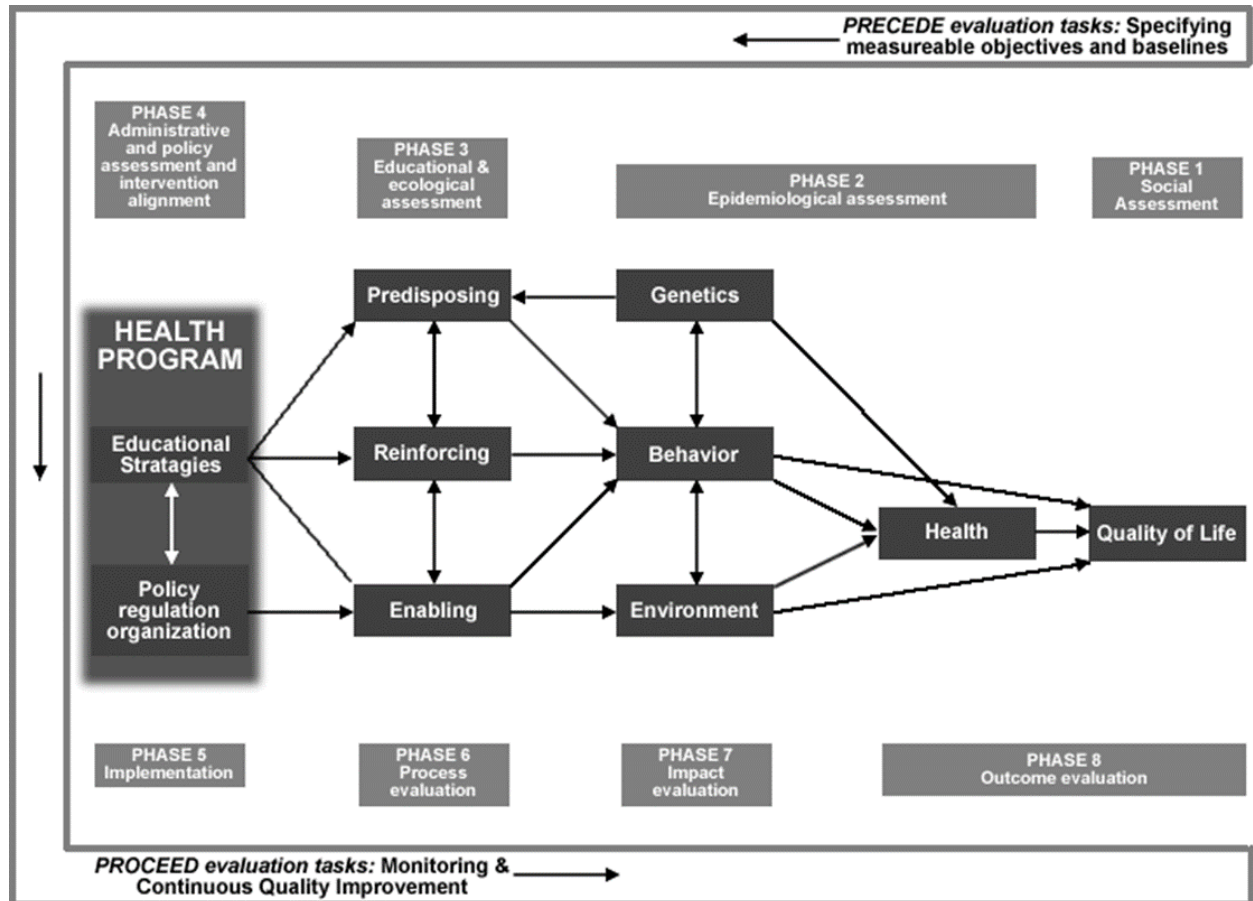 PRECEDE evaluation tasks: Specifying
measureable objectives and baselines
PHASE 4
Administrative
and policy
assessment and
intervention
alignment
PHASE 3
Educational &
ecological
assessment
PHASE 2
Epidemiological assessment
PHASE 1
Social
Assessment
Predisposing
Genetics
HEALTH
PROGRAM
Educational
Stratagies
Reinforcing
Behavior
Health
Quality of Life
Policy
regulation
organization
Enabling
Environment
PHASE 5
Implementation
PHASE 6
Process
evaluation
PHASE 7
Impact
evaluation
PHASE 8
Outcome evaluation
PROCEED evaluation tasks: Monitoring &
Continuous Quality Improvement